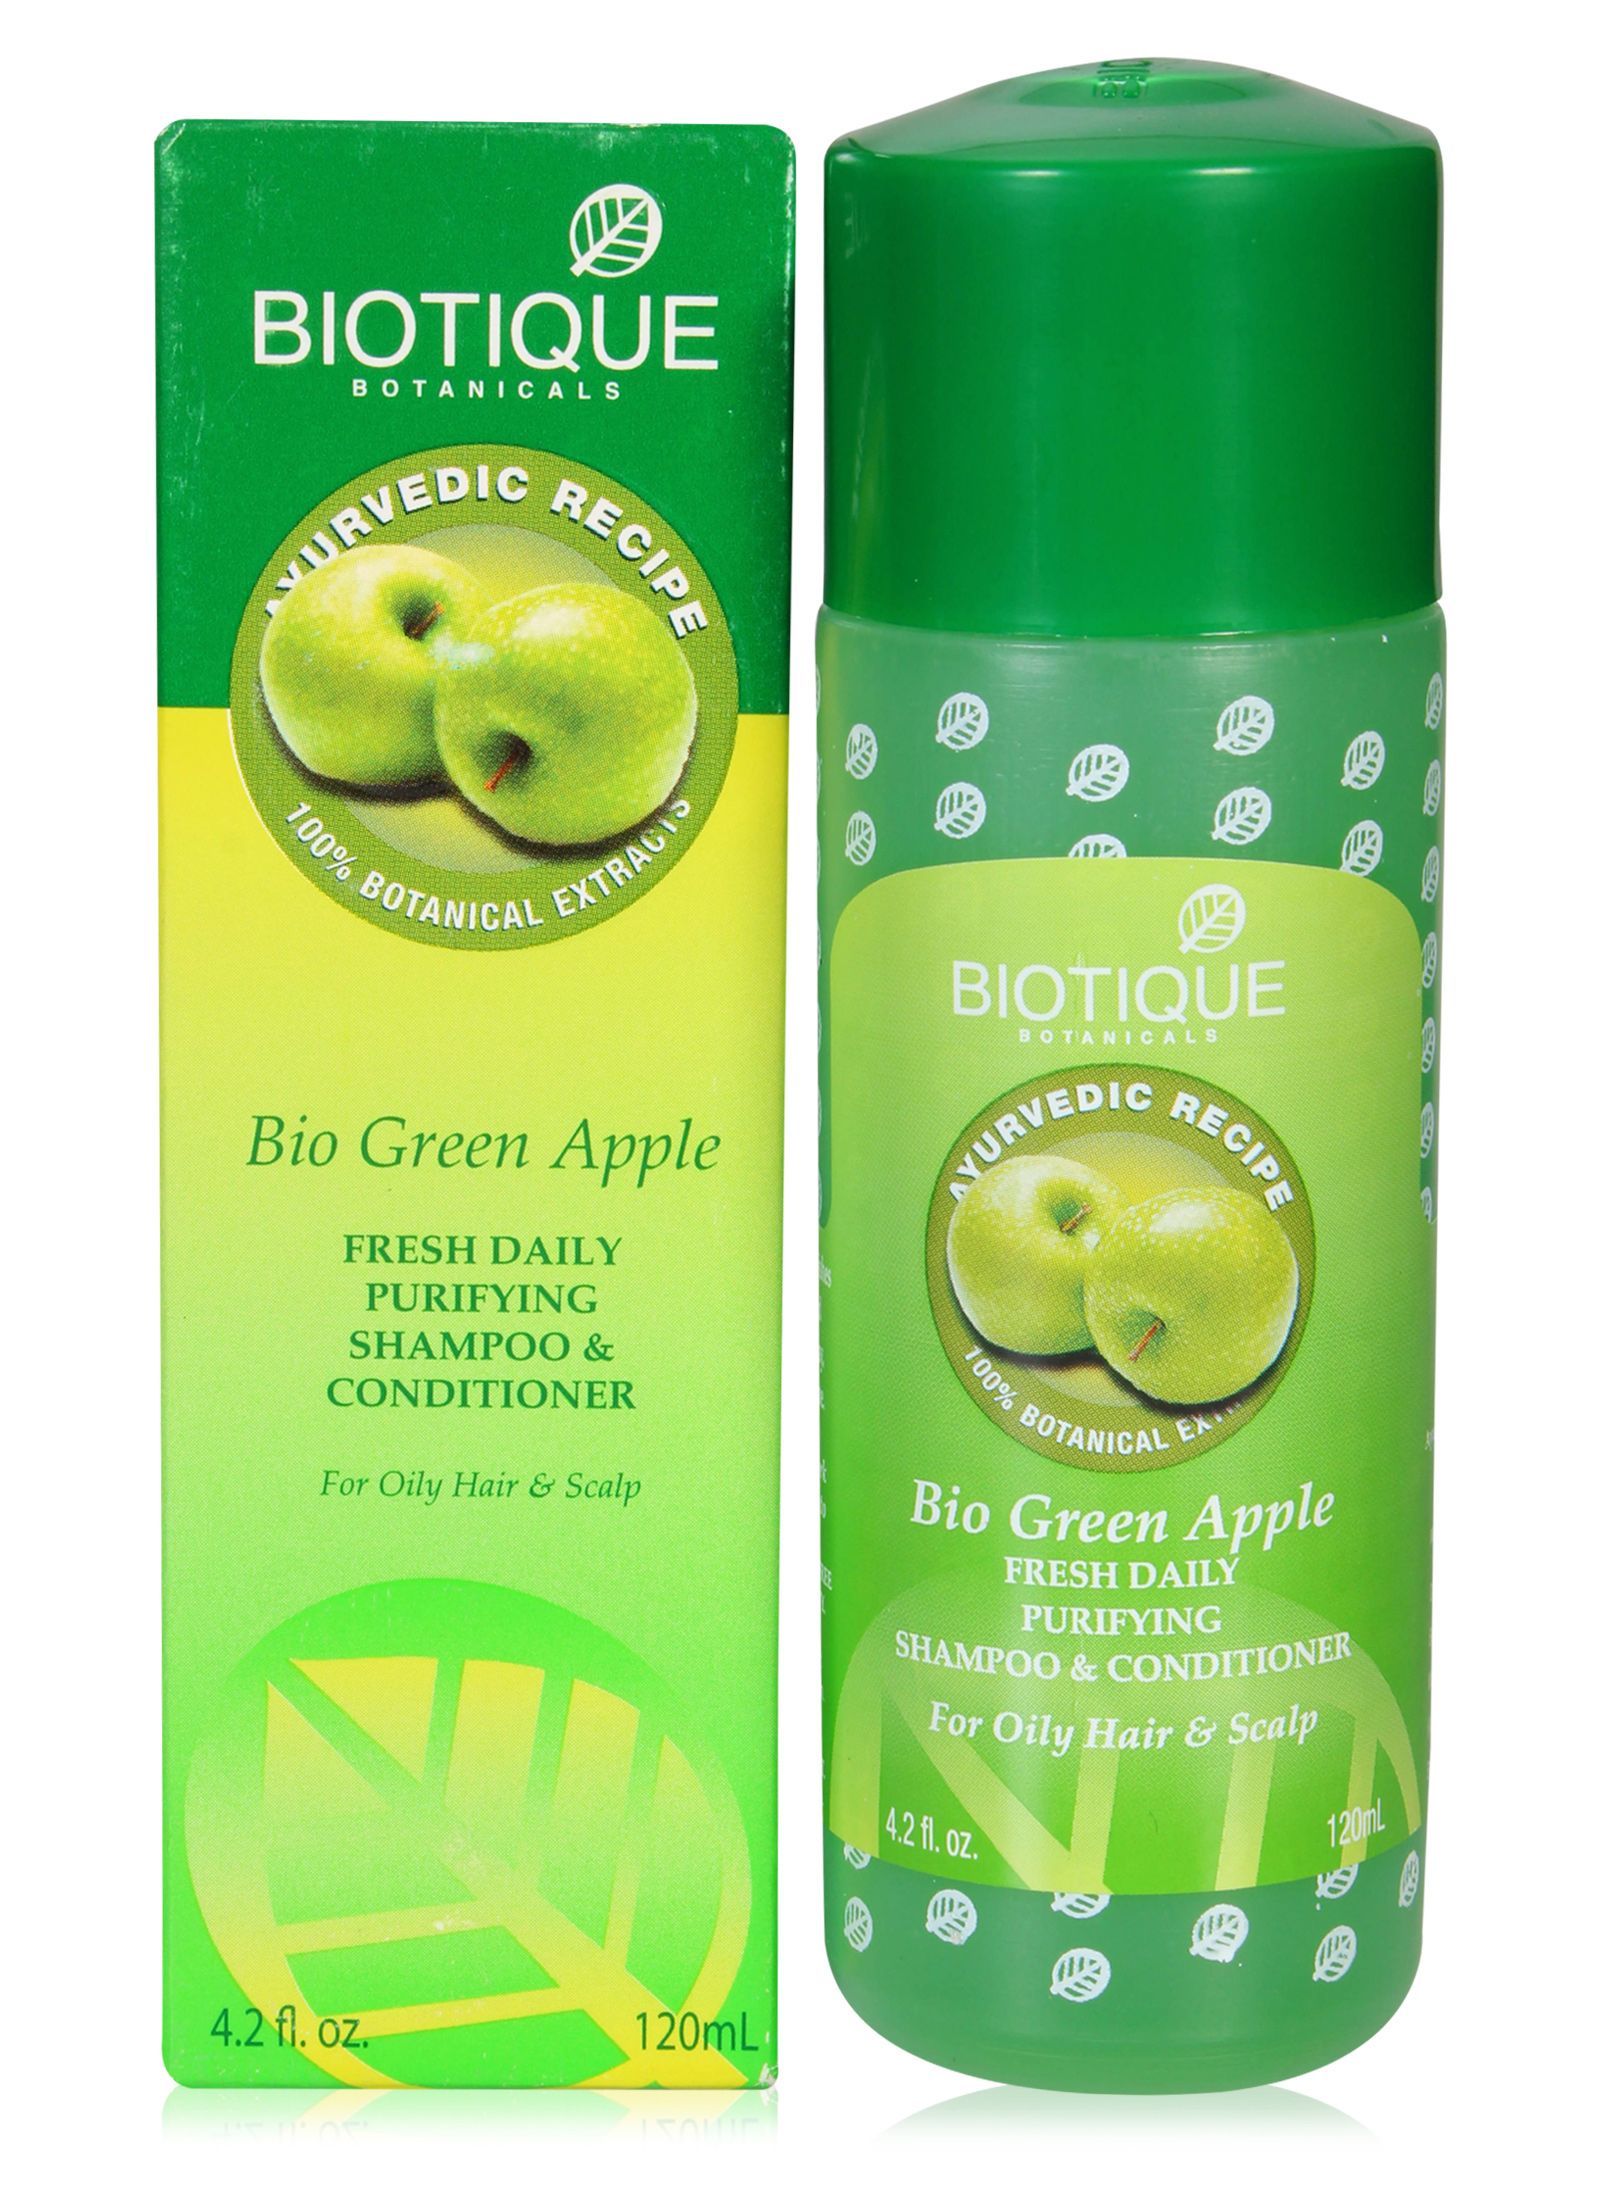 BIOTIQUE
BOTANICALS
AYURVEDIC RECIPE
100% BOTANICAL EXTRACTS
Bio Green Apple
FRESH DAILY
PURIFYING
SHAMPOO &
CONDITIONER
For Oily Hair & Scalp
4.2 fl. oz. 120mL
BIOTIQUE
BOTANICALS
AYURVEDIC RECIPE
100% BOTANICAL
Bio Green Apple
FRESH DAILY
PURIFYING
SHAMPOO & CONDITIONER
For Oily Hair & Scalp
4.2 fl. oz. 120mL